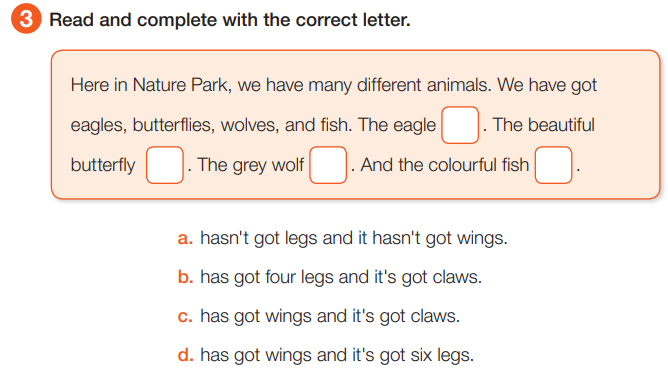 3 Read and complete with the correct letter.
Here in Nature Park, we have many different animals. We have got
eagles, butterflies, wolves, and fish. The eagle . The beautiful
butterfly . The grey wolf . And the colourful fish .
a. hasn't got legs and it hasn't got wings.
b. has got four legs and it's got claws.
c. has got wings and it's got claws.
d. has got wings and it's got six legs.